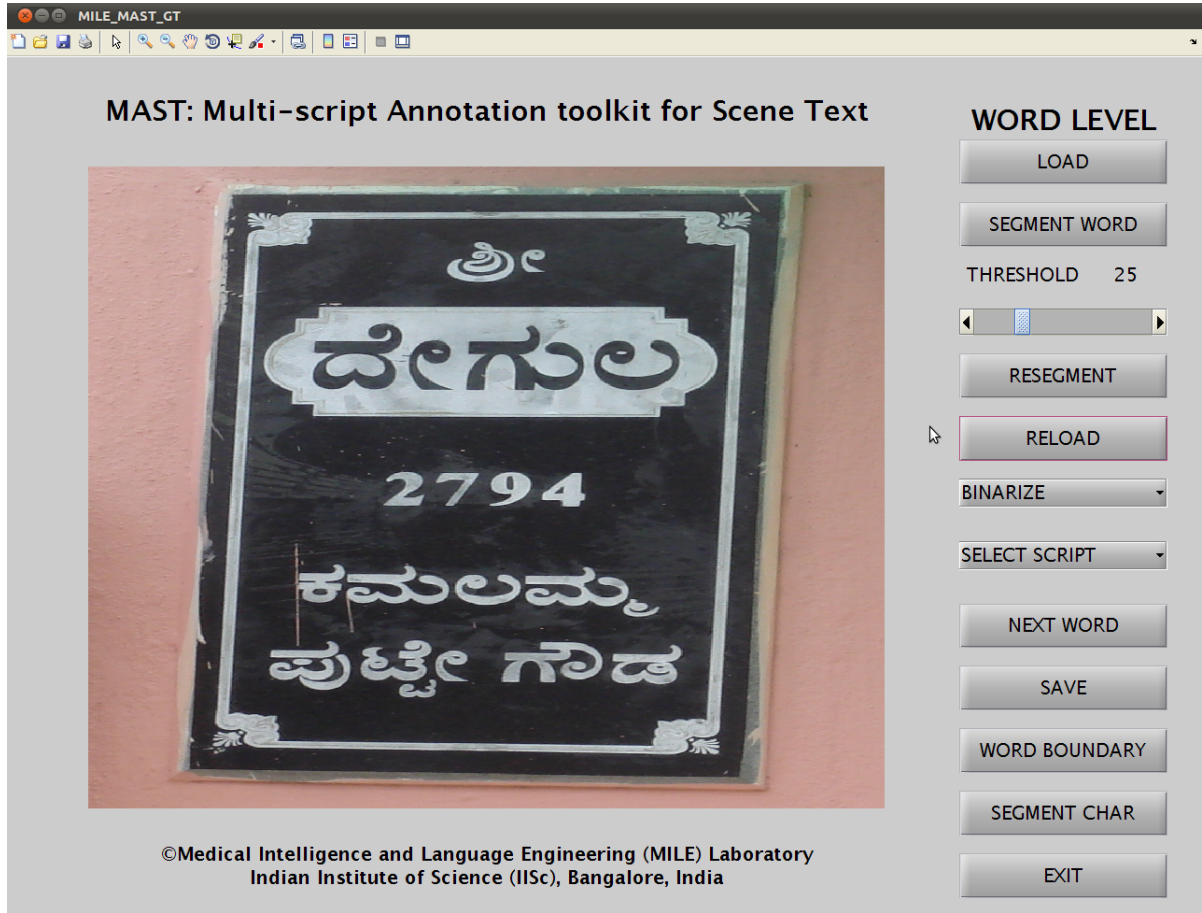 MILE_MAST_GT
MAST: Multi-script Annotation toolkit for Scene Text
ಶ್ರೀ
ದೇಗುಲ
2794
ಕಮಲಮ್ಮ
ಪುಟ್ಟೇ ಗೌಡ
©Medical Intelligence and Language Engineering (MILE) Laboratory
Indian Institute of Science (IISc), Bangalore, India
WORD LEVEL
LOAD
SEGMENT WORD
THRESHOLD 25
RESEGMENT
RELOAD
BINARIZE
SELECT SCRIPT
NEXT WORD
SAVE
WORD BOUNDARY
SEGMENT CHAR
EXIT